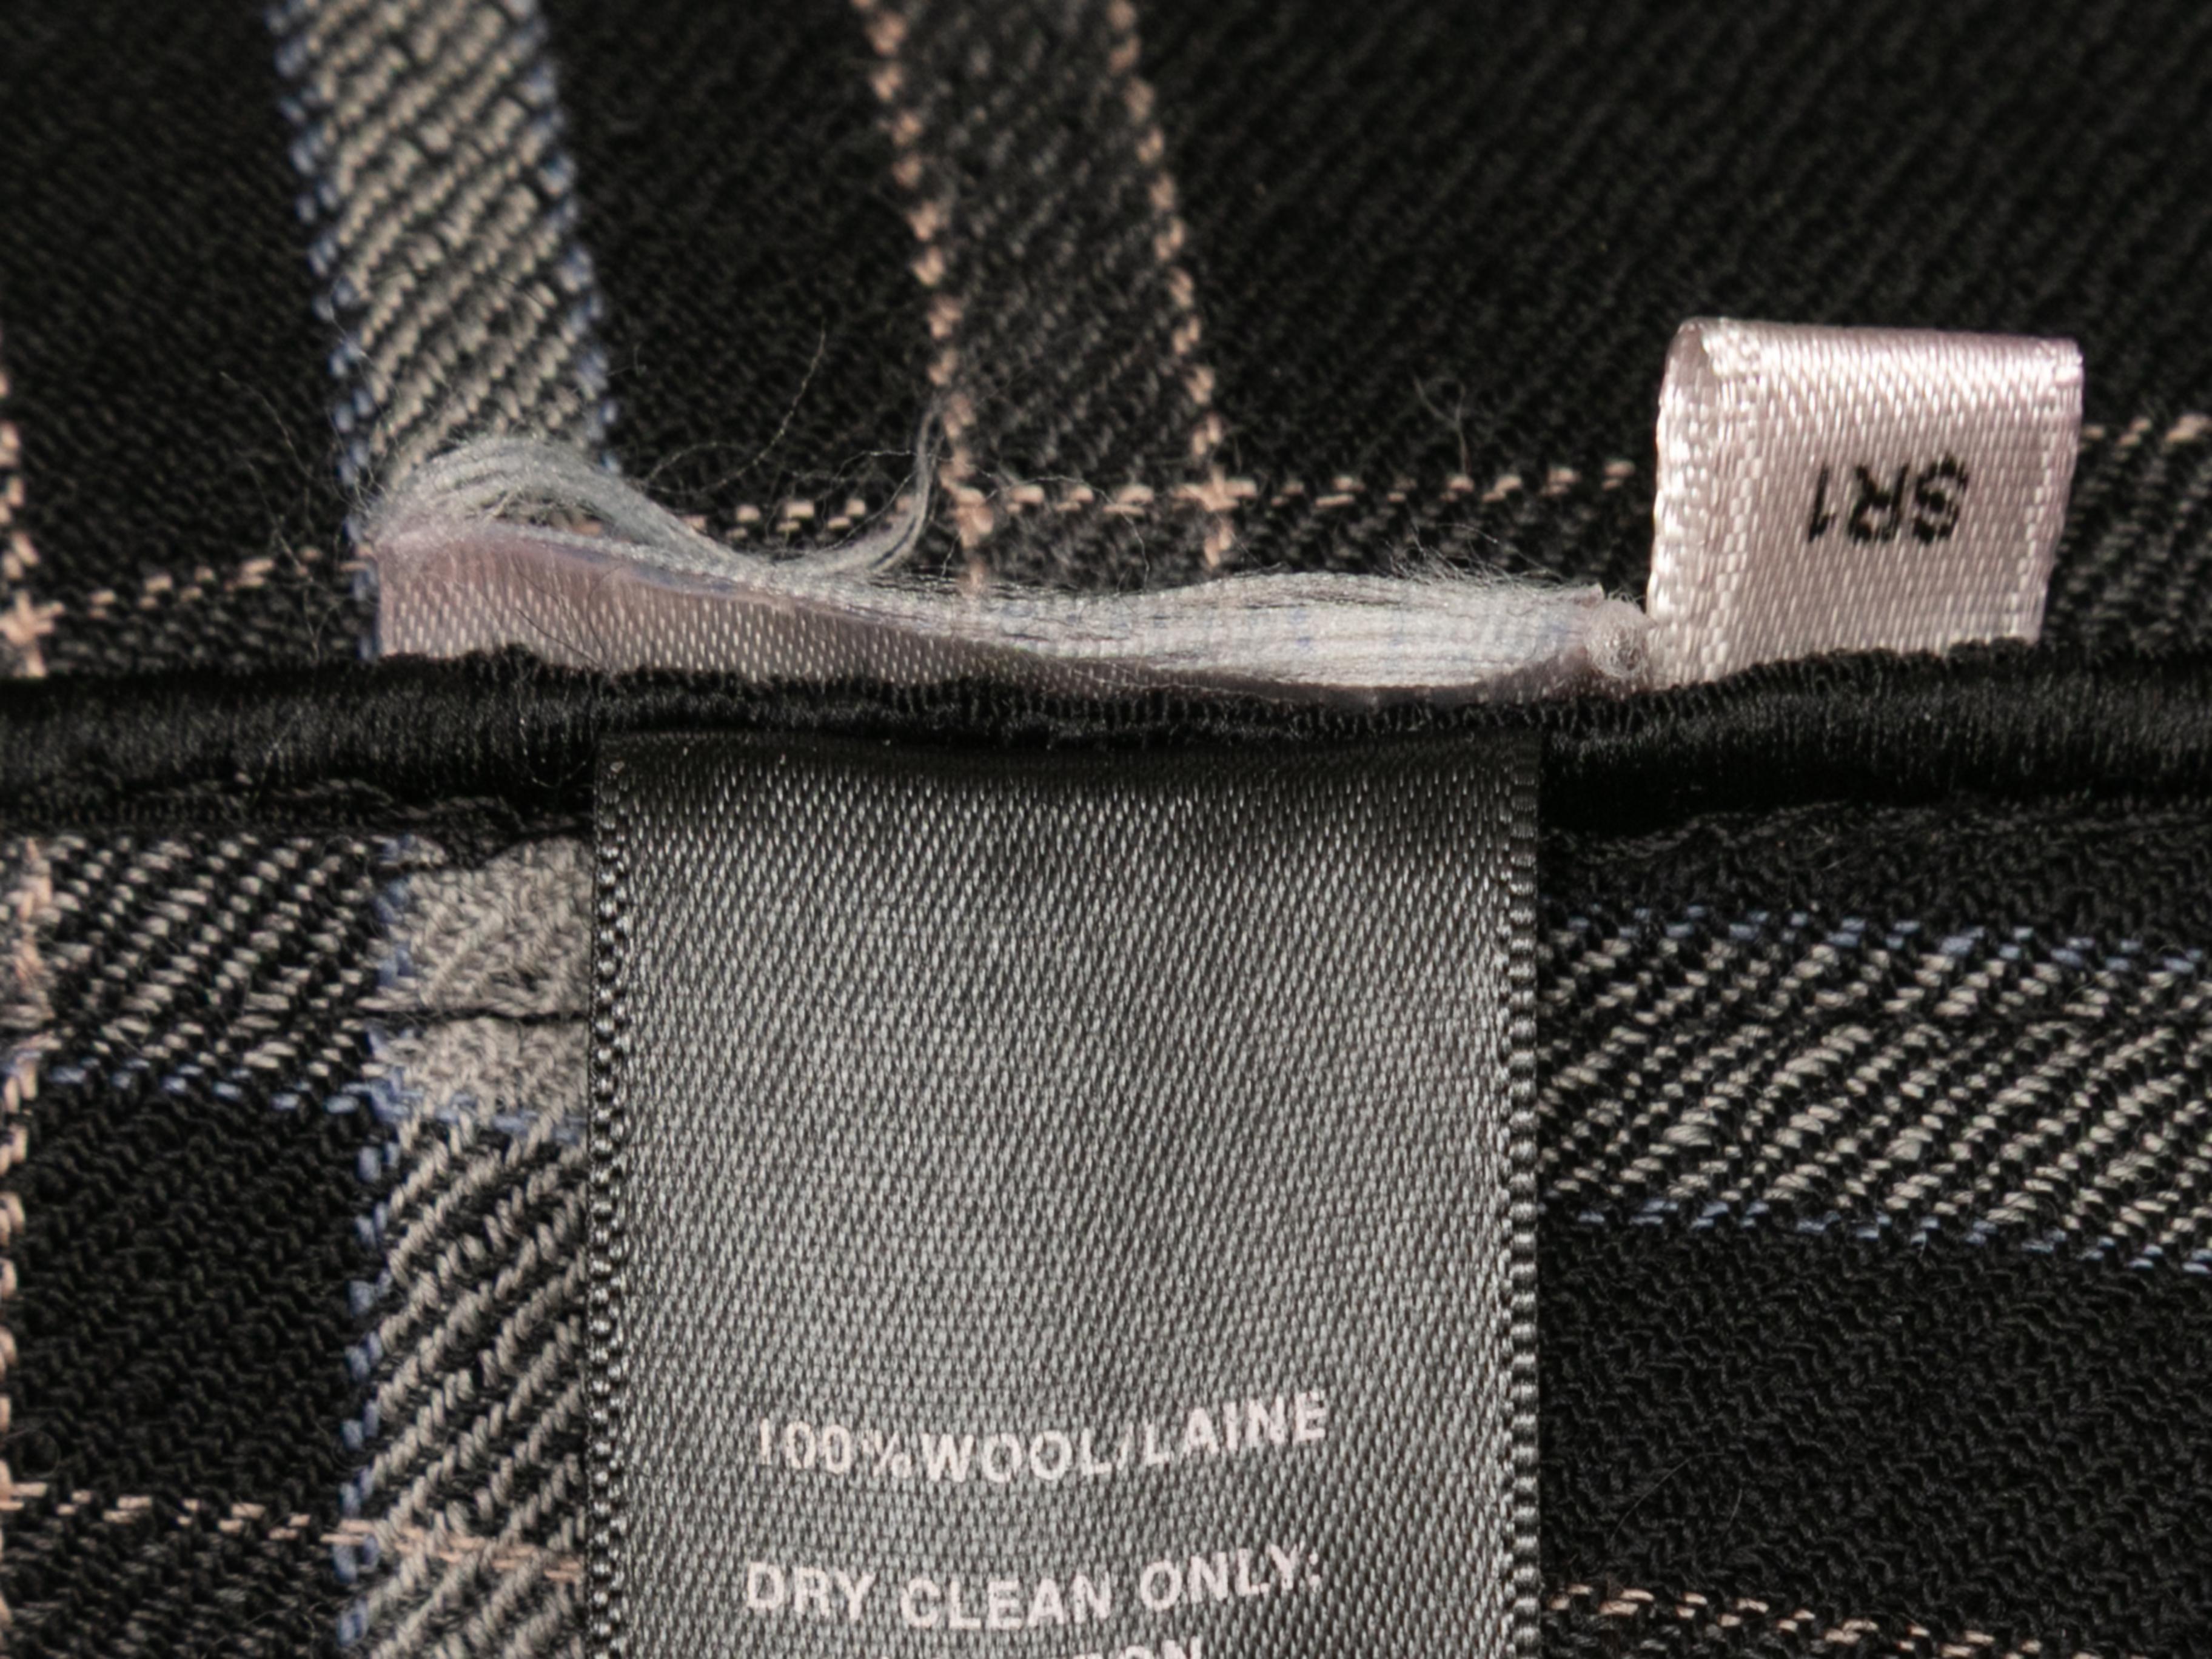 SR1
100%WOOL/LAINE
DRY CLEAN ONLY: